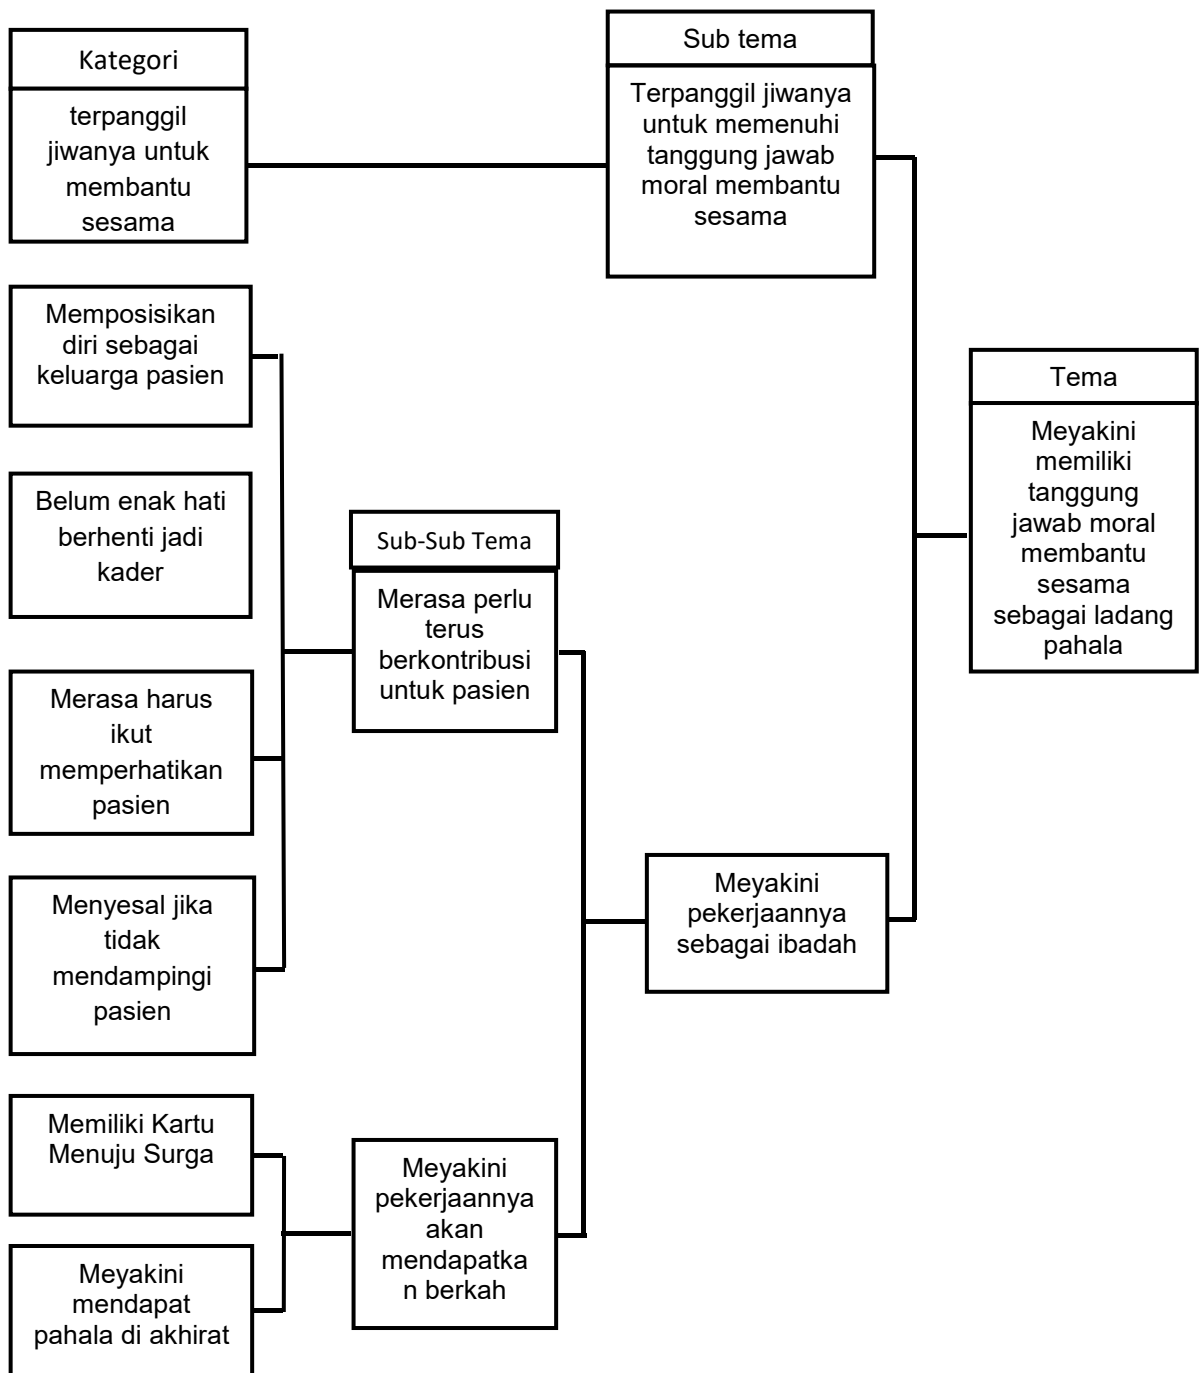 Kategori
terpanggil
jiwanya untuk
membantu
sesama
Sub tema
Terpanggil jiwanya
untuk memenuhi
tanggung jawab
moral membantu
sesama
Memposisikan
diri sebagai
keluarga pasien
Belum enak hati
berhenti jadi
kader
Merasa harus
ikut
memperhatikan
pasien
Menyesal jika
tidak
mendampingi
pasien
Memiliki Kartu
Menuju Surga
Meyakini
mendapat
pahala di akhirat
Sub-Sub Tema
Merasa perlu
terus
berkontribusi
untuk pasien
Meyakini
pekerjaannya
akan
mendapatka
n berkah
Meyakini
pekerjaannya
sebagai ibadah
Tema
Meyakini
memiliki
tanggung
jawab moral
membantu
sesama
sebagai ladang
pahala